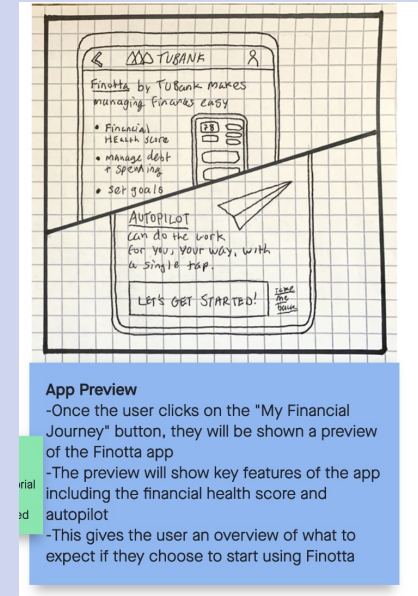 TUBANK
Finotta by TUBank makes
managing finances easy
• Financial
Health score
• manage debt
+ spending
• set goals
78
AUTOPILOT
can do the work
for you, your way, with
a single tap.
LET'S GET STARTED!
Take
me
back
App Preview
-Once the user clicks on the "My Financial
Journey" button, they will be shown a preview
of the Finotta app
-The preview will show key features of the app
including the financial health score and
autopilot
-This gives the user an overview of what to
expect if they choose to start using Finotta
rial
ed